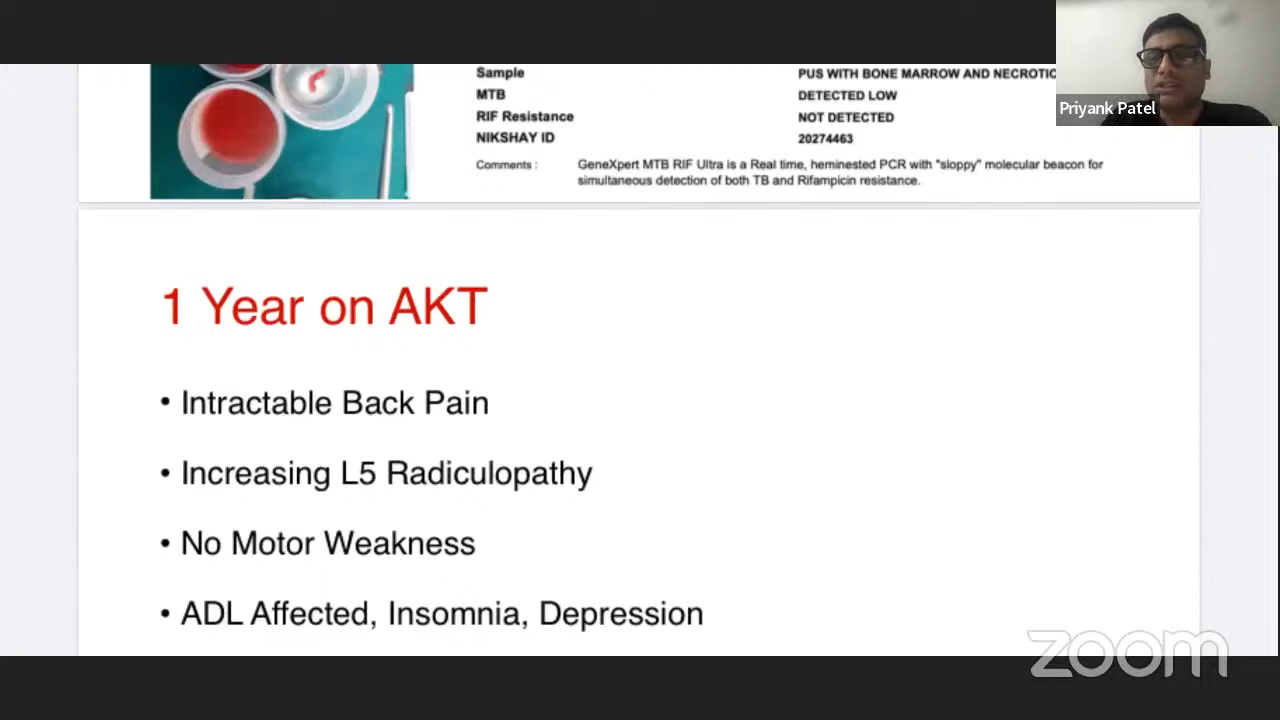 Sample PUS WITH BONE MARROW AND NECROTIC
MTB DETECTED LOW
RIF Resistance NOT DETECTED
NIKSHAY ID 20274463
Comments : GeneXpert MTB RIF Ultra is a Real time, heminested PCR with "sloppy" molecular beacon for
simultaneous detection of both TB and Rifampicin resistance.
Priyank Patel
1 Year on AKT
• Intractable Back Pain
• Increasing L5 Radiculopathy
• No Motor Weakness
• ADL Affected, Insomnia, Depression
zoom